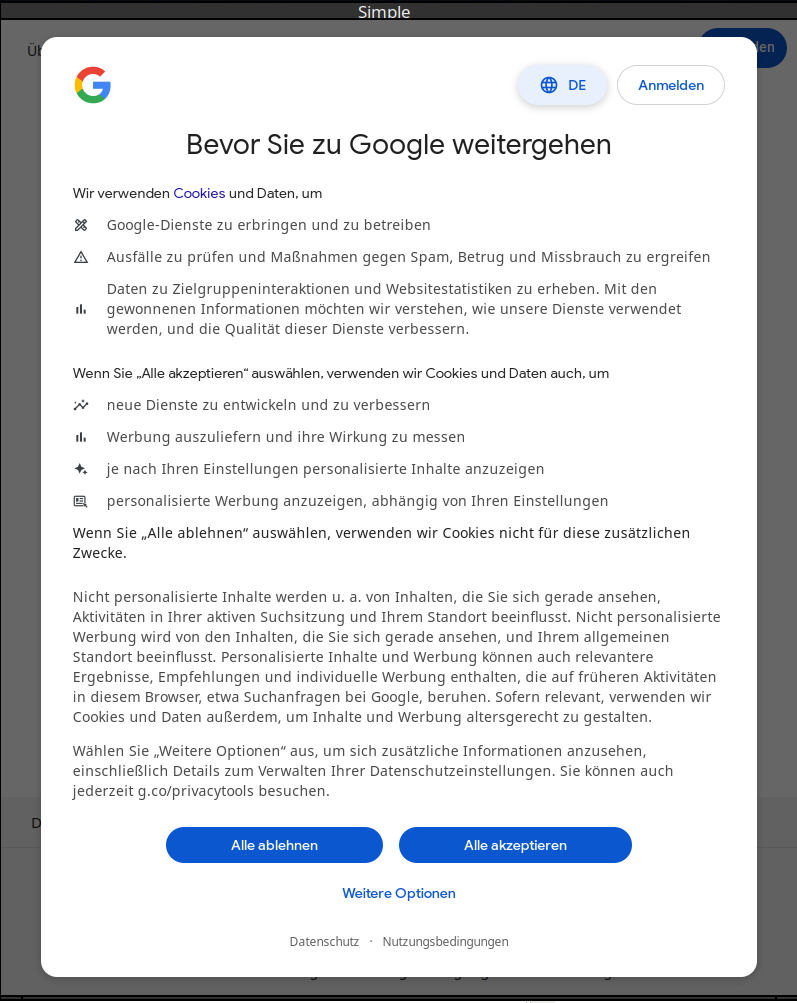 Simple
DE
Anmelden
Bevor Sie zu Google weitergehen
Wir verwenden Cookies und Daten, um
Google-Dienste zu erbringen und zu betreiben
Ausfälle zu prüfen und Maßnahmen gegen Spam, Betrug und Missbrauch zu ergreifen
Daten zu Zielgruppeninteraktionen und Websitestatistiken zu erheben. Mit den
gewonnenen Informationen möchten wir verstehen, wie unsere Dienste verwendet
werden, und die Qualität dieser Dienste verbessern.
Wenn Sie „Alle akzeptieren“ auswählen, verwenden wir Cookies und Daten auch, um
neue Dienste zu entwickeln und zu verbessern
Werbung auszuliefern und ihre Wirkung zu messen
je nach Ihren Einstellungen personalisierte Inhalte anzuzeigen
personalisierte Werbung anzuzeigen, abhängig von Ihren Einstellungen
Wenn Sie „Alle ablehnen“ auswählen, verwenden wir Cookies nicht für diese zusätzlichen
Zwecke.
Nicht personalisierte Inhalte werden u. a. von Inhalten, die Sie sich gerade ansehen,
Aktivitäten in Ihrer aktiven Suchsitzung und Ihrem Standort beeinflusst. Nicht personalisierte
Werbung wird von den Inhalten, die Sie sich gerade ansehen, und Ihrem allgemeinen
Standort beeinflusst. Personalisierte Inhalte und Werbung können auch relevantere
Ergebnisse, Empfehlungen und individuelle Werbung enthalten, die auf früheren Aktivitäten
in diesem Browser, etwa Suchanfragen bei Google, beruhen. Sofern relevant, verwenden wir
Cookies und Daten außerdem, um Inhalte und Werbung altersgerecht zu gestalten.
Wählen Sie „Weitere Optionen“ aus, um sich zusätzliche Informationen anzusehen,
einschließlich Details zum Verwalten Ihrer Datenschutzeinstellungen. Sie können auch
jederzeit g.co/privacytools besuchen.
Alle ablehnen
Alle akzeptieren
Weitere Optionen
Datenschutz · Nutzungsbedingungen